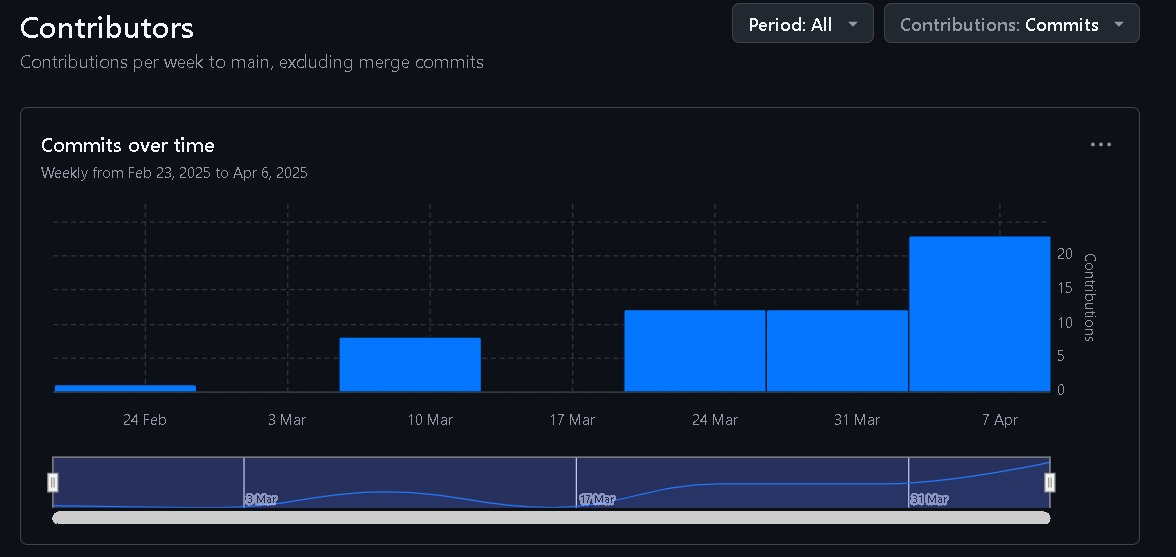 Contributors
Period: All
Contributions: Commits
Contributions per week to main, excluding merge commits
Commits over time
Weekly from Feb 23, 2025 to Apr 6, 2025
20
15
10
5
0
Contributions
24 Feb
3 Mar
10 Mar
17 Mar
24 Mar
31 Mar
7 Apr
3 Mar
17 Mar
31 Mar